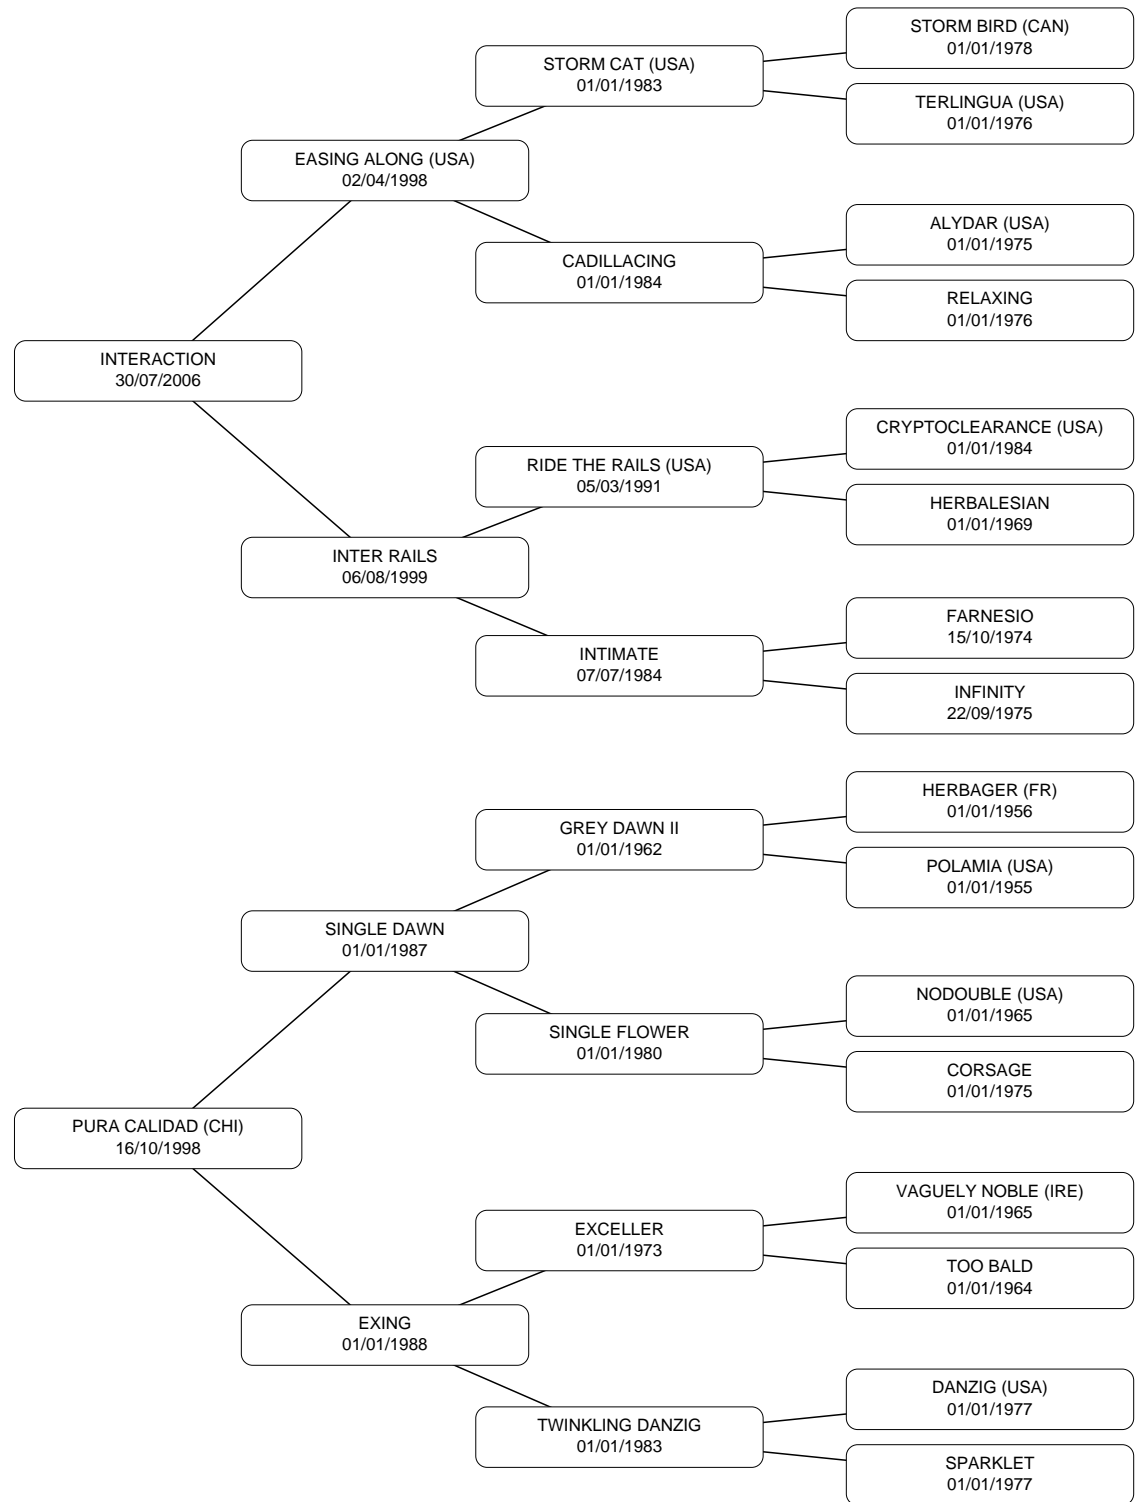 STORM BIRD (CAN)
01/01/1978
STORM CAT (USA)
01/01/1983
TERLINGUA (USA)
01/01/1976
EASING ALONG (USA)
02/04/1998
ALYDAR (USA)
01/01/1975
CADILLACING
01/01/1984
RELAXING
01/01/1976
INTERACTION
30/07/2006
CRYPTOCLEARANCE (USA)
01/01/1984
RIDE THE RAILS (USA)
05/03/1991
HERBALESIAN
01/01/1969
INTER RAILS
06/08/1999
FARNESIO
15/10/1974
INTIMATE
07/07/1984
INFINITY
22/09/1975
HERBAGER (FR)
01/01/1956
GREY DAWN II
01/01/1962
POLAMIA (USA)
01/01/1955
SINGLE DAWN
01/01/1987
NODOUBLE (USA)
01/01/1965
SINGLE FLOWER
01/01/1980
CORSAGE
01/01/1975
PURA CALIDAD (CHI)
16/10/1998
VAGUELY NOBLE (IRE)
01/01/1965
EXCELLER
01/01/1973
TOO BALD
01/01/1964
EXING
01/01/1988
DANZIG (USA)
01/01/1977
TWINKLING DANZIG
01/01/1983
SPARKLET
01/01/1977